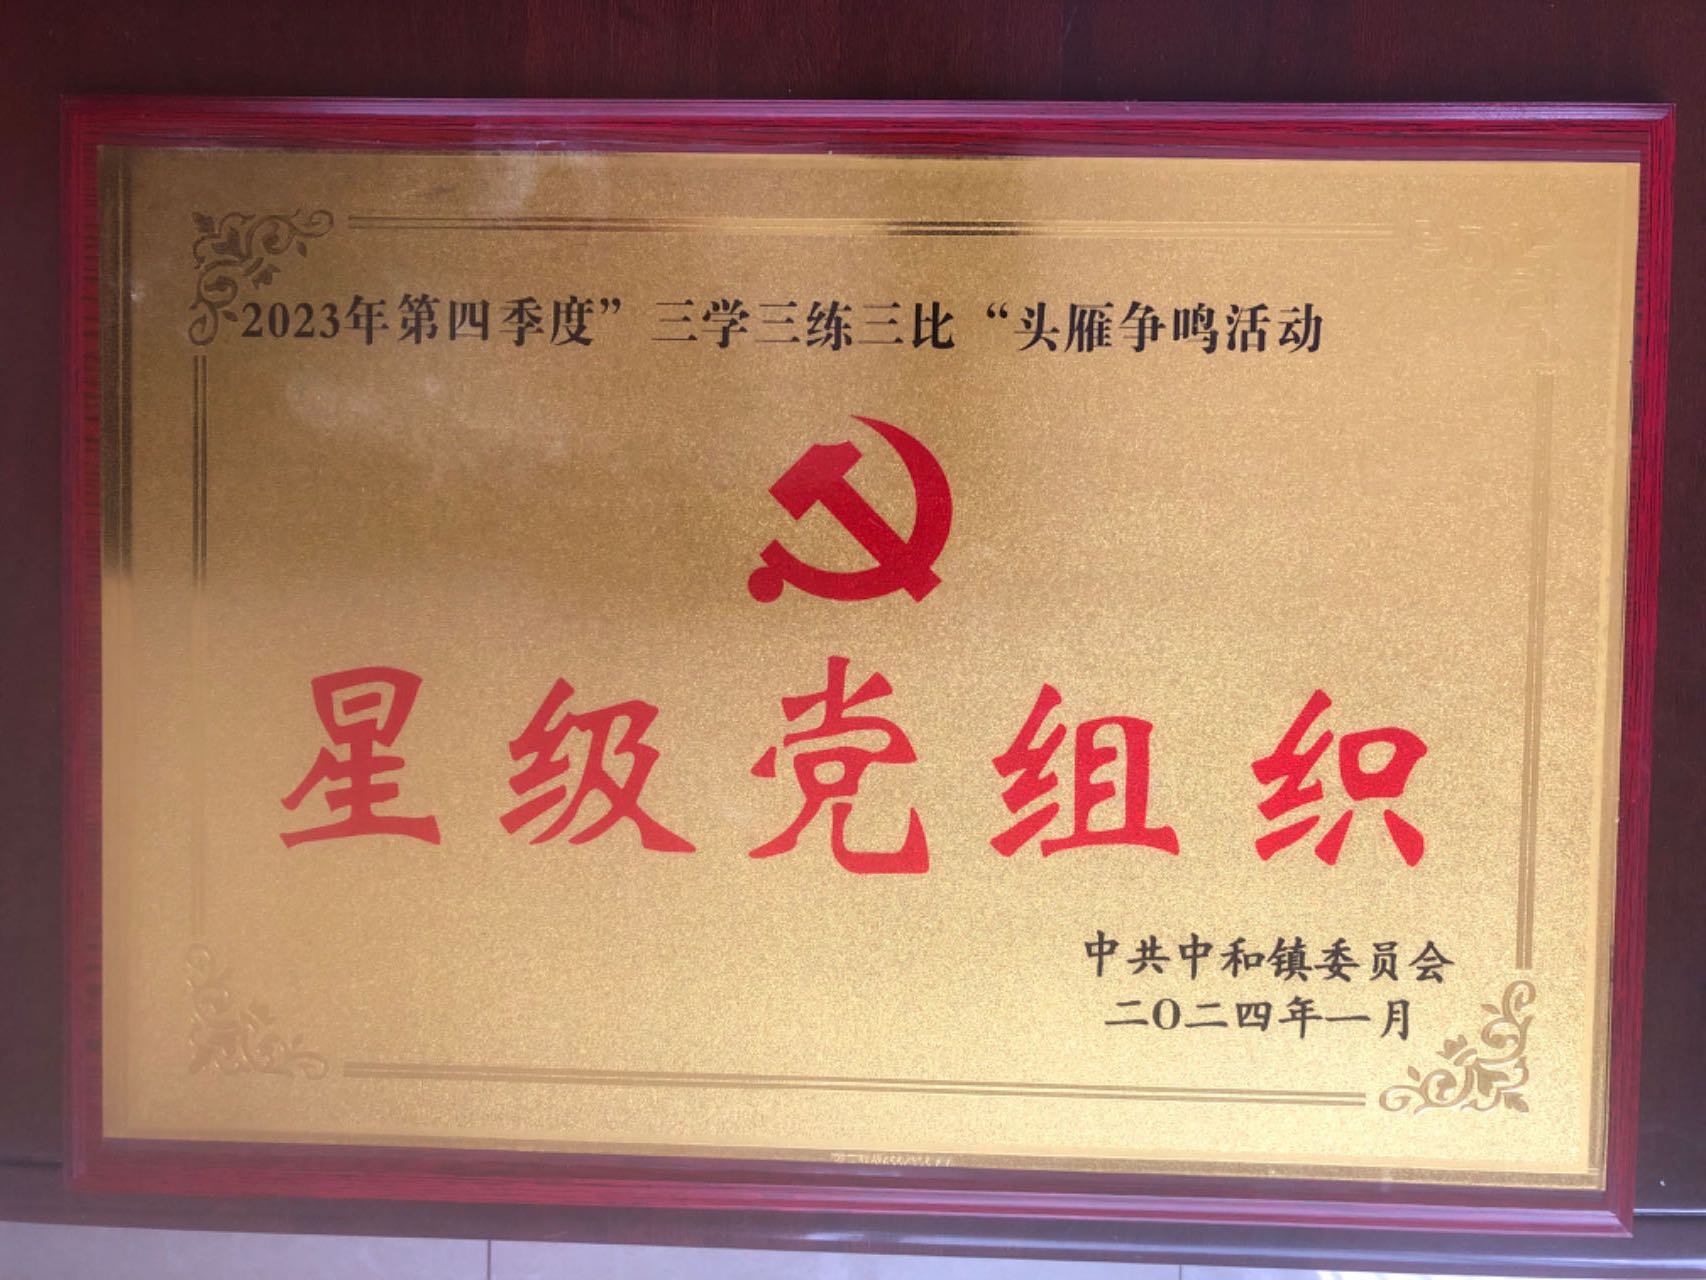 2023年第四季度”三学三练三比“头雁争鸣活动
星级党组织
中共中和镇委员会
二O二四年一月